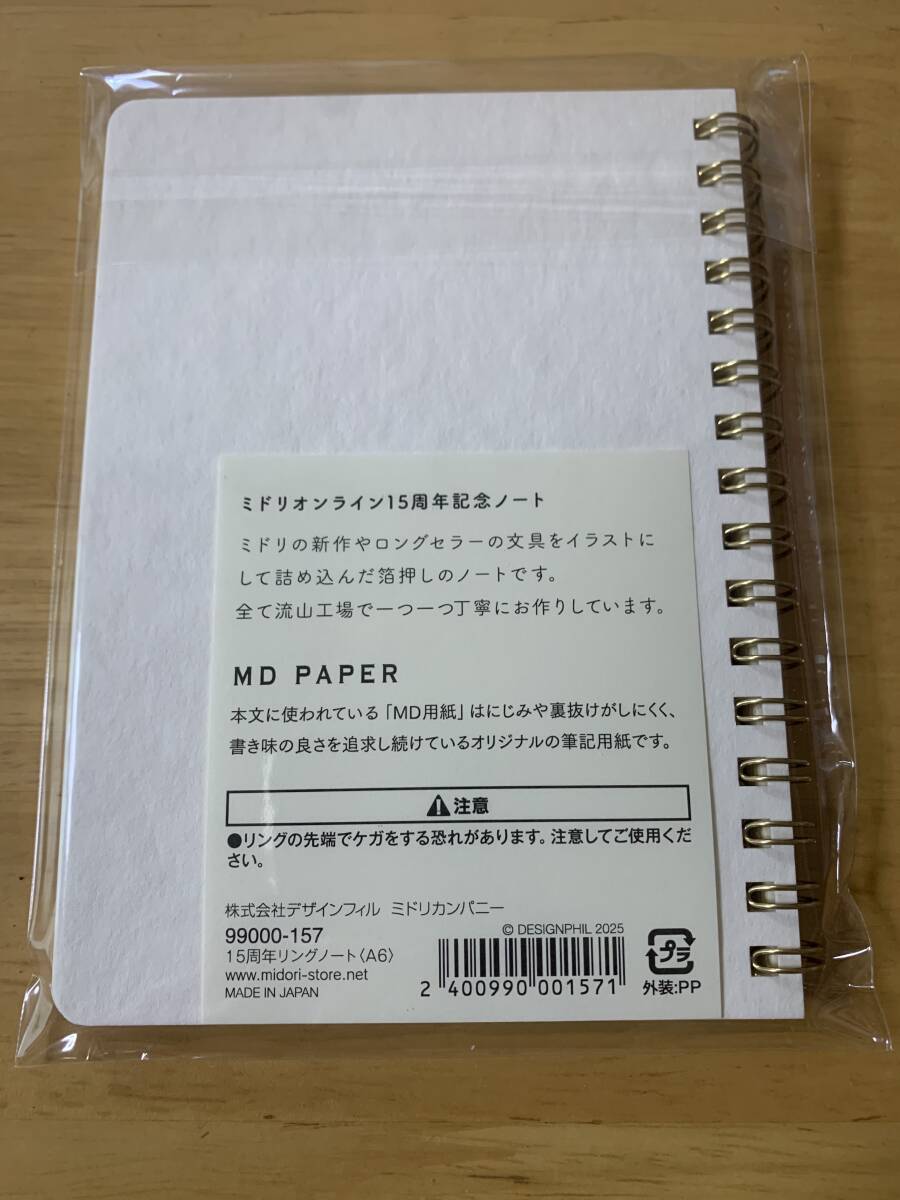 ミドリオンライン15周年記念ノート
ミドリの新作やロングセラーの文具をイラストに
して詰め込んだ箔押しのノートです。
全て流山工場で一つ一つ丁寧にお作りしています。
MD PAPER
本文に使われている「MD用紙」はにじみや裏抜けがしにくく、
書き味の良さを追求し続けているオリジナルの筆記用紙です。
注意
●リングの先端でケガをする恐れがあります。注意してご使用くだ
さい。
株式会社デザインフィル ミドリカンパニー
99000-157
15周年リングノート〈A6〉
www.midori-store.net
MADE IN JAPAN
© DESIGNPHIL 2025
2 400990 001571
プラ
外装:PP